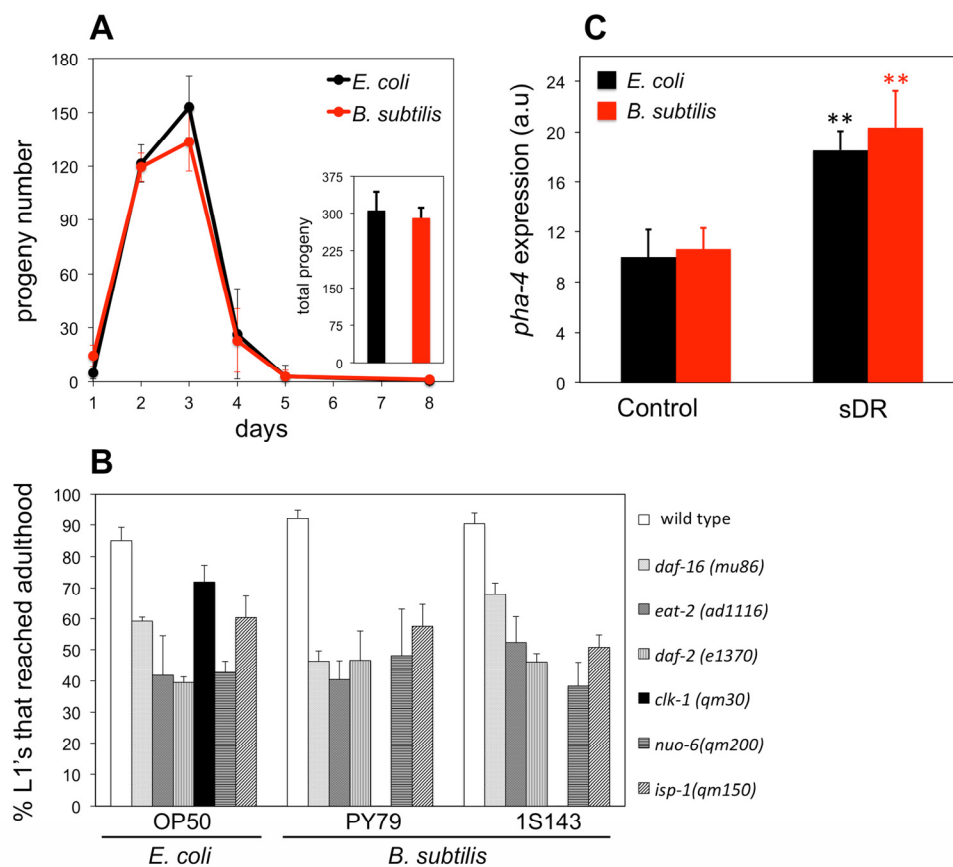 A
180
150
120
90
60
30
0
progeny number
E. coli
B. subtilis
375
300
225
150
75
0
total progeny
1 2 3 4 5 6 7 8
days
C
24
20
16
12
8
4
0
pha-4 expression (a.u)
E. coli
B. subtilis
**
**
Control sDR
B
100
90
80
70
60
50
40
30
20
10
0
% L1's that reached adulthood
OP50 PY79 1S143
E. coli B. subtilis
wild type
daf-16 (mu86)
eat-2 (ad1116)
daf-2 (e1370)
clk-1 (qm30)
nuo-6(qm200)
isp-1(qm150)